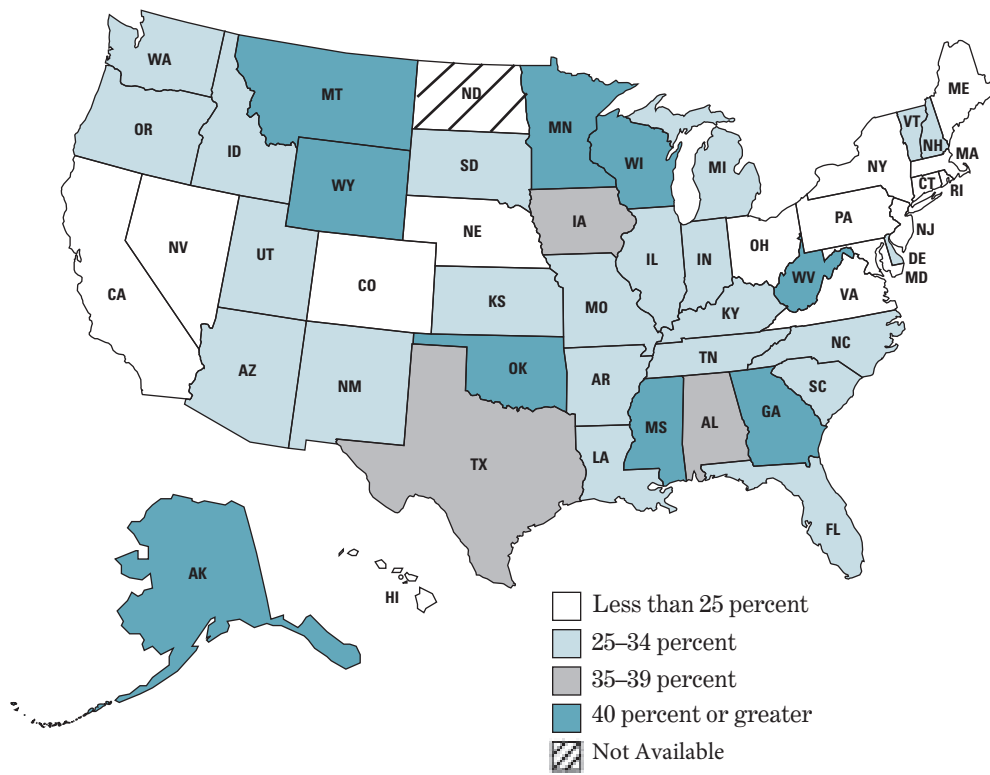 WA
MT
ND
MN
ME
VT
NH
OR
ID
SD
WI
MI
NY
MA
WY
CT
RI
IA
PA
NE
NJ
NV
UT
OH
IL
IN
DE
CO
WV
MD
CA
KS
MO
VA
KY
NC
TN
AZ
OK
NM
AR
SC
MS
AL
GA
LA
TX
FL
AK
HI
Less than 25 percent
25–34 percent
35–39 percent
40 percent or greater
Not Available